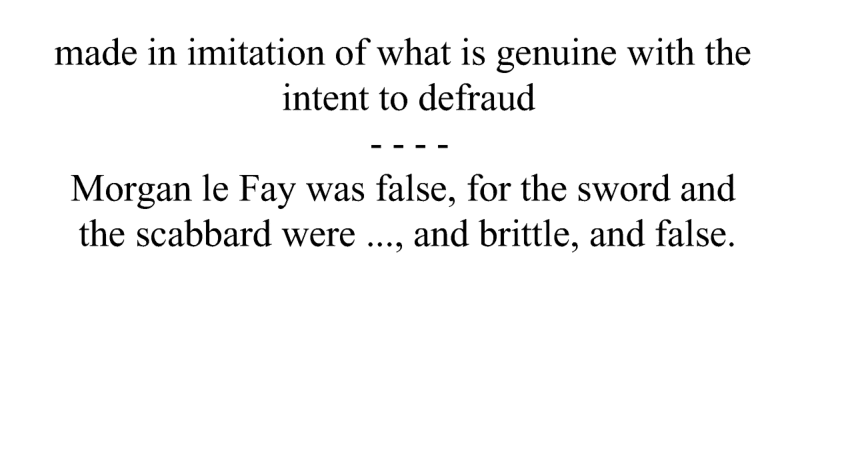 made in imitation of what is genuine with the
intent to defraud
- - - -
Morgan le Fay was false, for the sword and
the scabbard were ..., and brittle, and false.